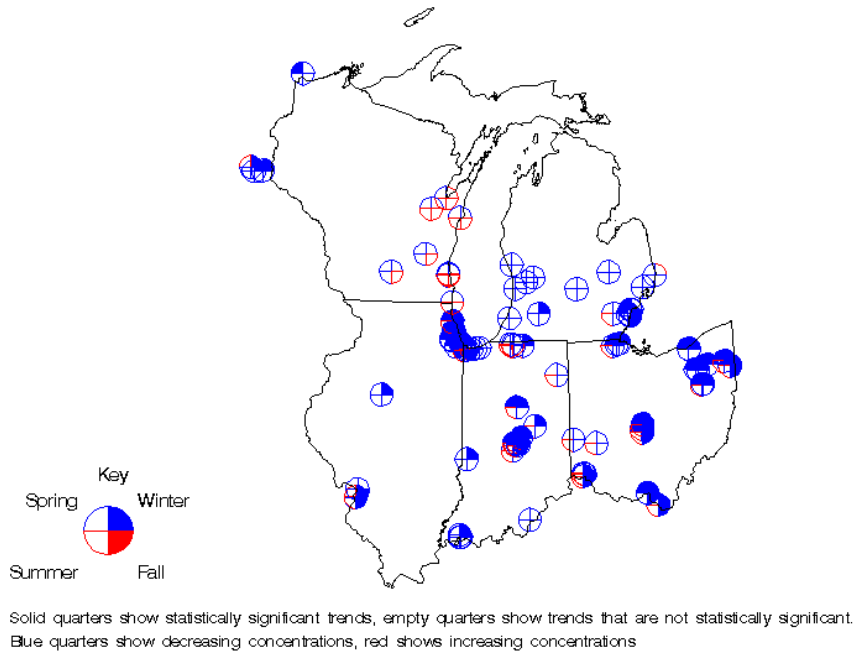 Key
Spring Winter
Summer Fall
Solid quarters show statistically significant trends, empty quarters show trends that are not statistically significant.
Blue quarters show decreasing concentrations, red shows increasing concentrations